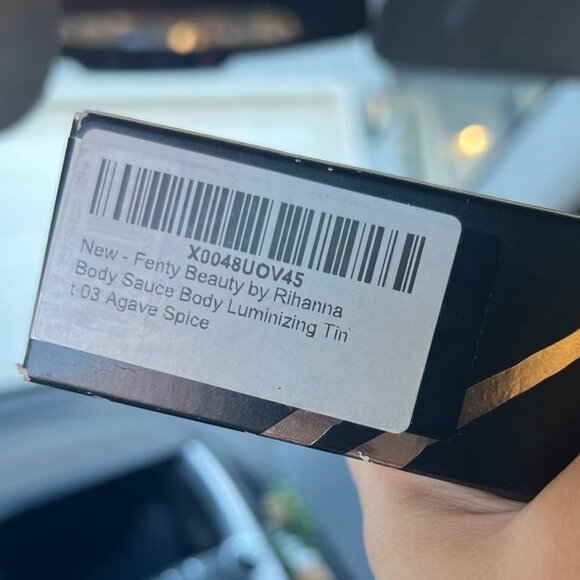 X0048UOV45
New - Fenty Beauty by Rihanna
Body Sauce Body Luminizing Tin
t 03 Agave Spice